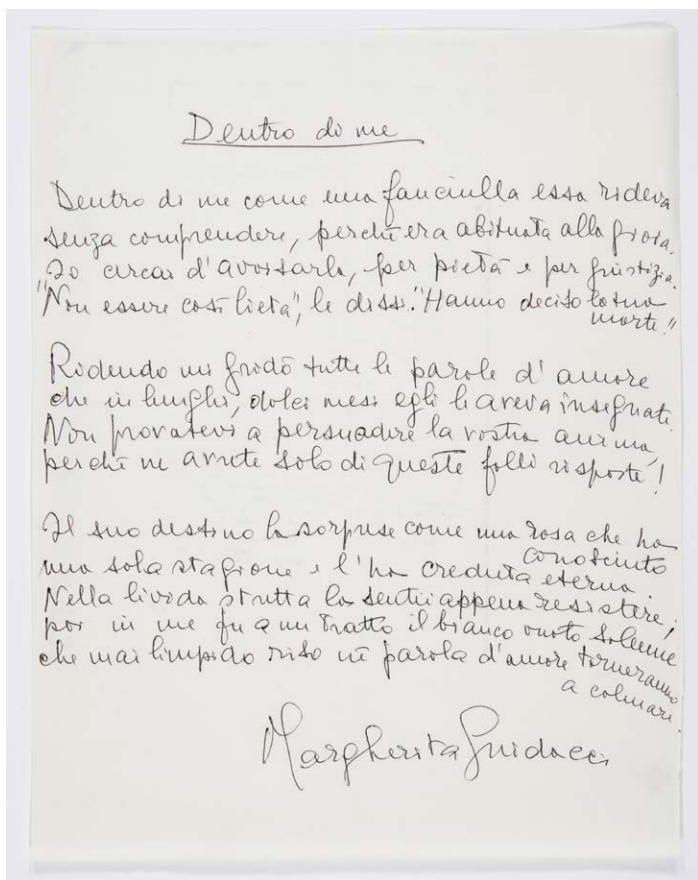 Dentro di me
Dentro di me come una fanciulla essa rideva
senza comprendere, perché era abituata alla gioia.
Io cercai d'avvisarla, per pietà e per giustizia.
"Non essere così lieta", le dissi. "Hanno deciso la tua
morte."
Ridendo mi gridò tutte le parole d'amore
che in lunghi, dolci mesi egli le aveva insegnate.
Non provatevi a persuadere la vostra anima,
perché ne avrete solo di queste folli risposte!
Il suo destino la sorprese come una rosa che ha
conosciuto
una sola stagione e l'ha creduta eterna.
Nella livida stretta la sentii appena resistere;
poi in me fu a un tratto il bianco vuoto solenne
che mai limpido riso né parola d'amore torneranno
a colmare.
Margherita Guidacci